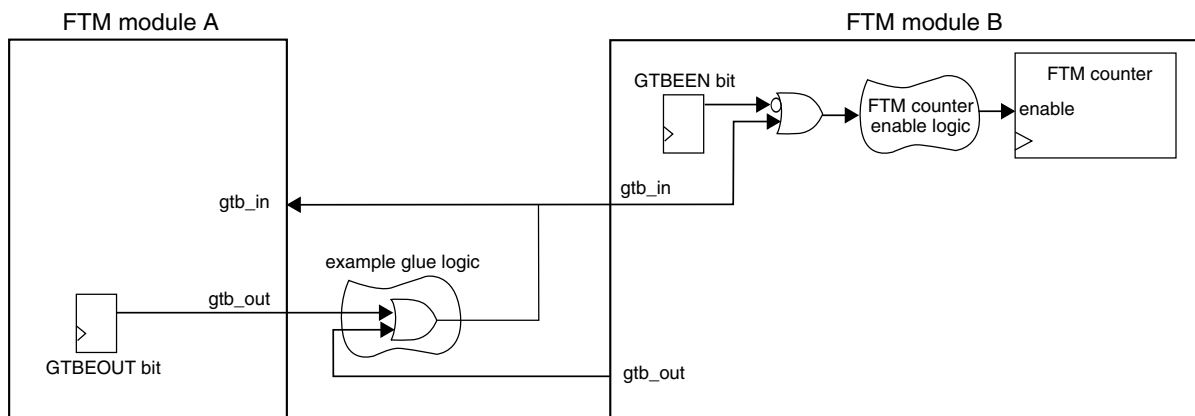 FTM module A
FTM module B
GTBEEN bit
FTM counter
enable
FTM counter
enable logic
gtb_in
gtb_in
example glue logic
gtb_out
GTBEOUT bit
gtb_out